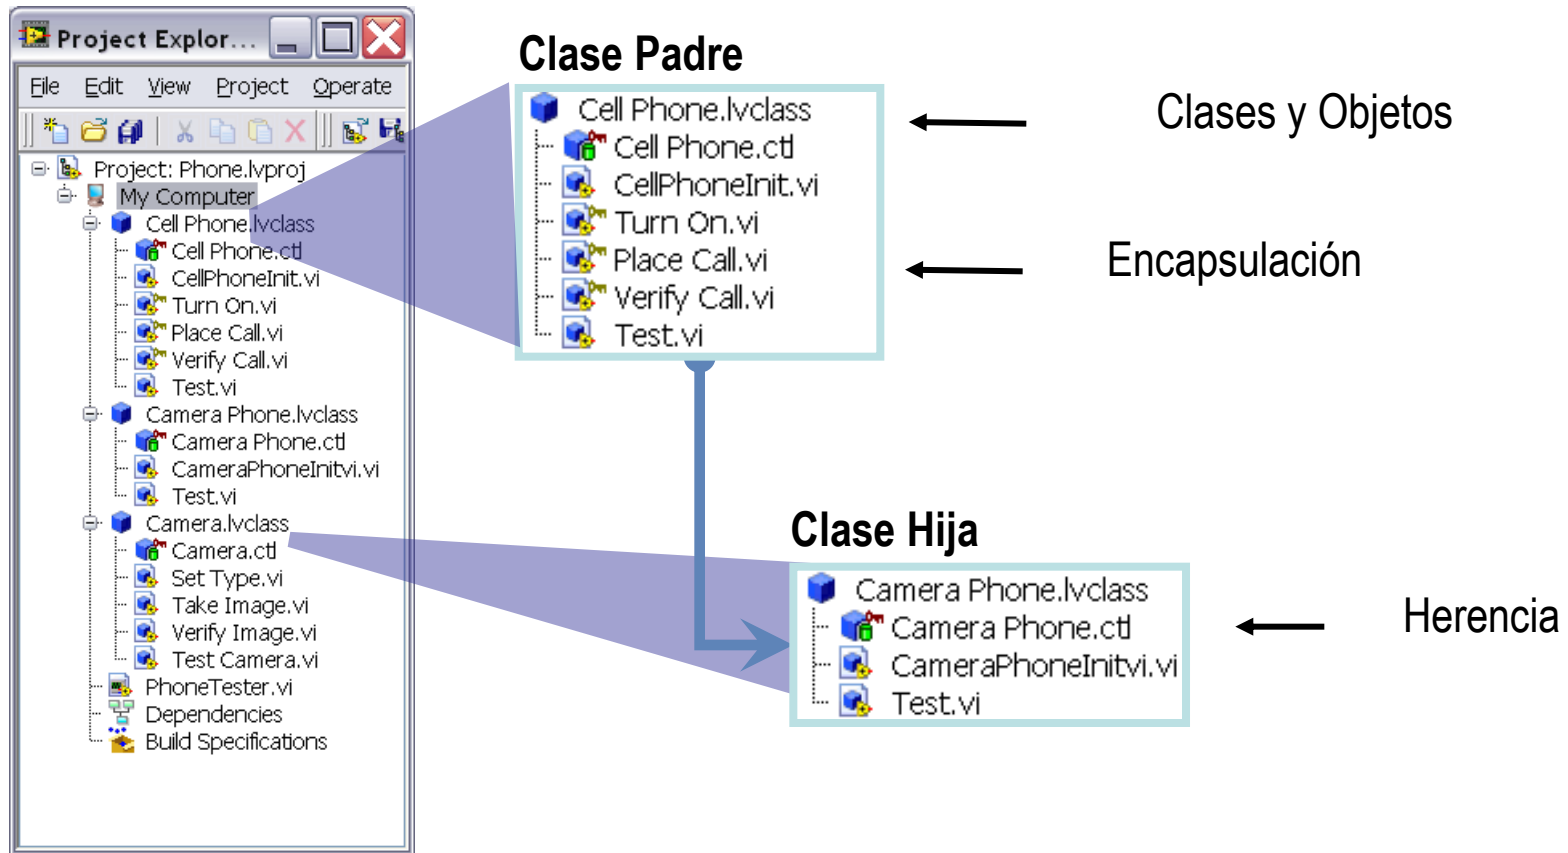 Project Explor...
File Edit View Project Operate
Project: Phone.lvproj
My Computer
Cell Phone.lvclass
Cell Phone.ctl
CellPhoneInit.vi
Turn On.vi
Place Call.vi
Verify Call.vi
Test.vi
Camera Phone.lvclass
Camera Phone.ctl
CameraPhoneInitvi.vi
Test.vi
Camera.lvclass
Camera.ctl
Set Type.vi
Take Image.vi
Verify Image.vi
Test Camera.vi
PhoneTester.vi
Dependencies
Build Specifications
Clase Padre
Cell Phone.lvclass
Cell Phone.ctl
CellPhoneInit.vi
Turn On.vi
Place Call.vi
Verify Call.vi
Test.vi
Clases y Objetos
Encapsulación
Clase Hija
Camera Phone.lvclass
Camera Phone.ctl
CameraPhoneInitvi.vi
Test.vi
Herencia